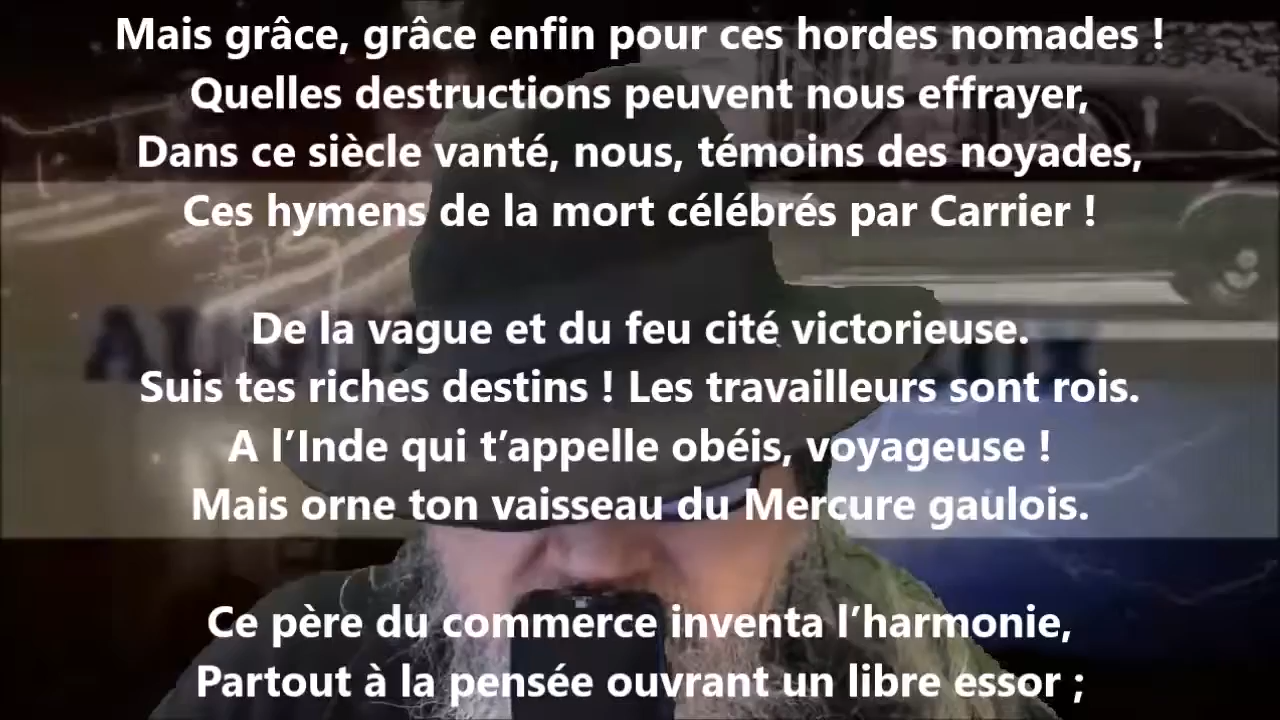 Mais grâce, grâce enfin pour ces hordes nomades !
Quelles destructions peuvent nous effrayer,
Dans ce siècle vanté, nous, témoins des noyades,
Ces hymens de la mort célébrés par Carrier !
De la vague et du feu cité victorieuse.
Suis tes riches destins ! Les travailleurs sont rois.
A l’Inde qui t’appelle obéis, voyageuse !
Mais orne ton vaisseau du Mercure gaulois.
Ce père du commerce inventa l’harmonie,
Partout à la pensée ouvrant un libre essor ;